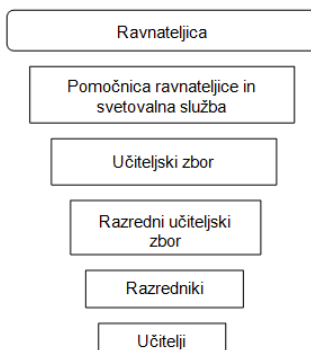 Ravnateljica
Pomočnica ravnateljice in
svetovalna služba
Učiteljski zbor
Razredni učiteljski
zbor
Razredniki
Učitelji